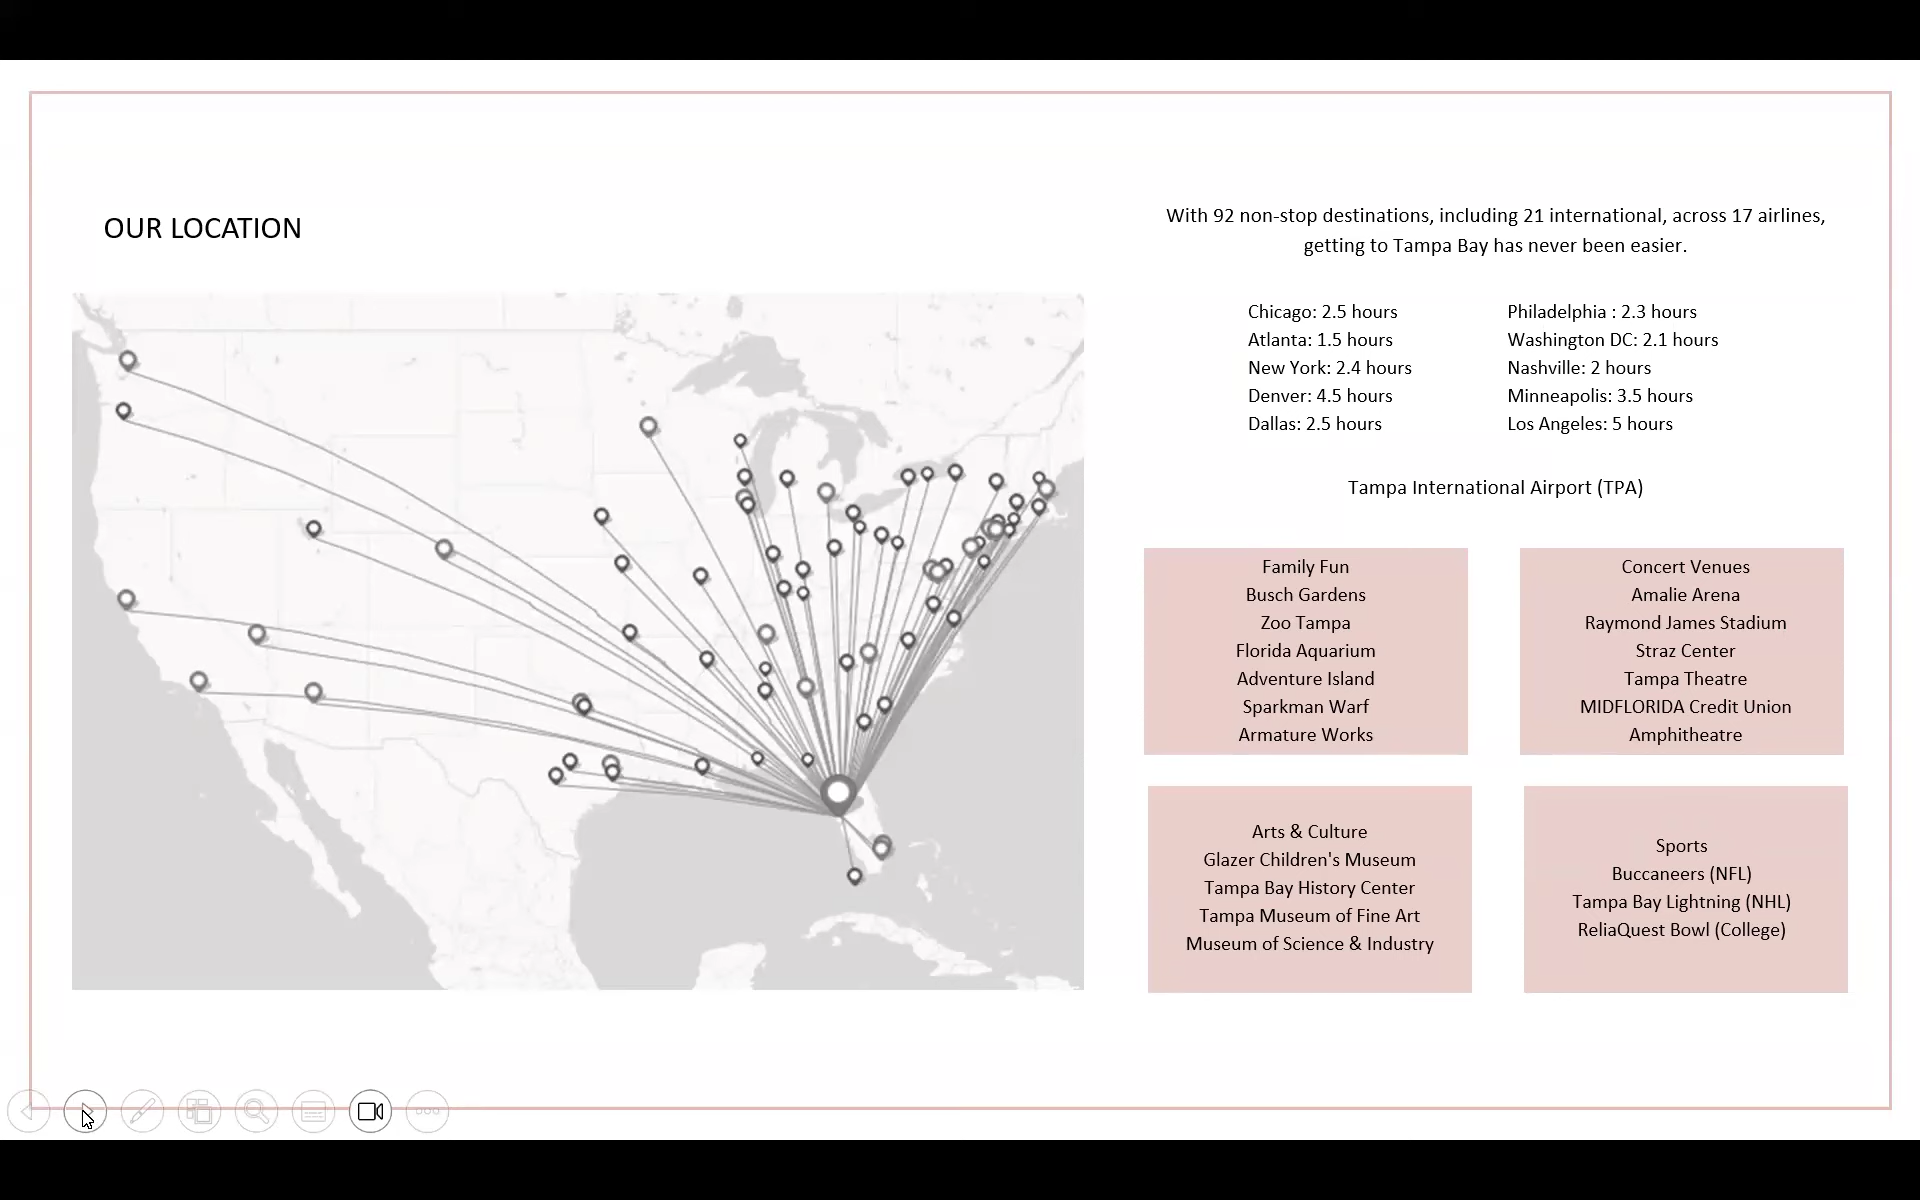 OUR LOCATION
With 92 non-stop destinations, including 21 international, across 17 airlines,
getting to Tampa Bay has never been easier.
Chicago: 2.5 hours
Atlanta: 1.5 hours
New York: 2.4 hours
Denver: 4.5 hours
Dallas: 2.5 hours
Philadelphia : 2.3 hours
Washington DC: 2.1 hours
Nashville: 2 hours
Minneapolis: 3.5 hours
Los Angeles: 5 hours
Tampa International Airport (TPA)
Family Fun
Busch Gardens
Zoo Tampa
Florida Aquarium
Adventure Island
Sparkman Warf
Armature Works
Concert Venues
Amalie Arena
Raymond James Stadium
Straz Center
Tampa Theatre
MIDFLORIDA Credit Union
Amphitheatre
Arts & Culture
Glazer Children's Museum
Tampa Bay History Center
Tampa Museum of Fine Art
Museum of Science & Industry
Sports
Buccaneers (NFL)
Tampa Bay Lightning (NHL)
ReliaQuest Bowl (College)